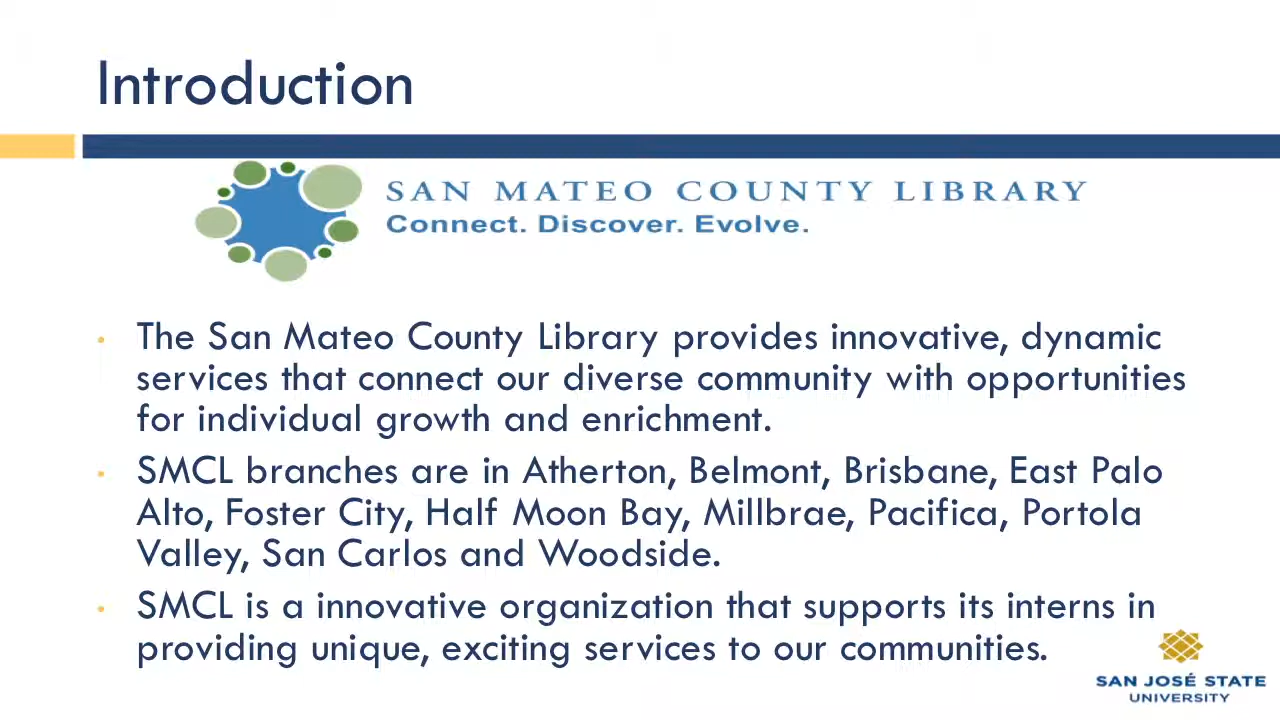 Introduction
SAN MATEO COUNTY LIBRARY
Connect. Discover. Evolve.
• The San Mateo County Library provides innovative, dynamic
services that connect our diverse community with opportunities
for individual growth and enrichment.
• SMCL branches are in Atherton, Belmont, Brisbane, East Palo
Alto, Foster City, Half Moon Bay, Millbrae, Pacifica, Portola
Valley, San Carlos and Woodside.
• SMCL is a innovative organization that supports its interns in
providing unique, exciting services to our communities.
SAN JOSÉ STATE
UNIVERSITY